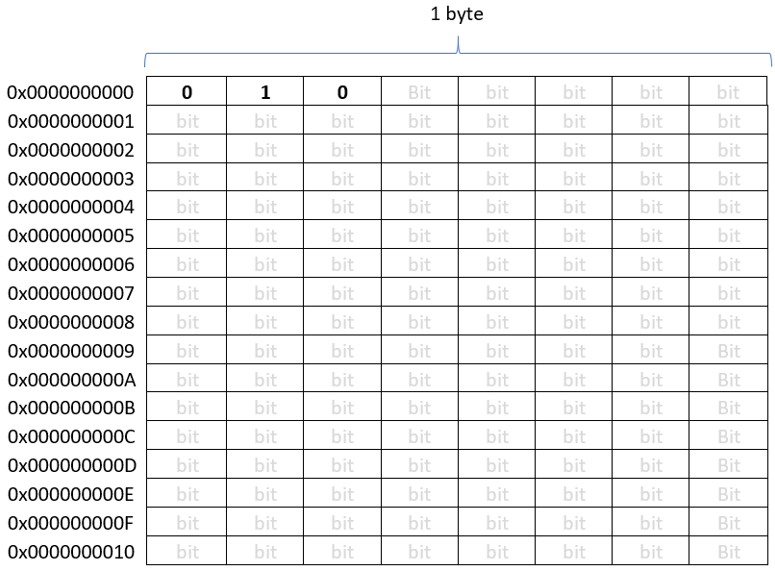 1 byte
0x0000000000 0 1 0 Bit bit bit bit bit
0x0000000001 bit bit bit bit bit bit bit bit
0x0000000002 bit bit bit bit bit bit bit bit
0x0000000003 bit bit bit bit bit bit bit bit
0x0000000004 bit bit bit bit bit bit bit bit
0x0000000005 bit bit bit bit bit bit bit bit
0x0000000006 bit bit bit bit bit bit bit bit
0x0000000007 bit bit bit bit bit bit bit bit
0x0000000008 bit bit bit bit bit bit bit bit
0x0000000009 bit bit bit bit bit bit bit Bit
0x000000000A bit bit bit bit bit bit bit Bit
0x000000000B bit bit bit bit bit bit bit Bit
0x000000000C bit bit bit bit bit bit bit Bit
0x000000000D bit bit bit bit bit bit bit Bit
0x000000000E bit bit bit bit bit bit bit Bit
0x000000000F bit bit bit bit bit bit bit Bit
0x0000000010 bit bit bit bit bit bit bit Bit